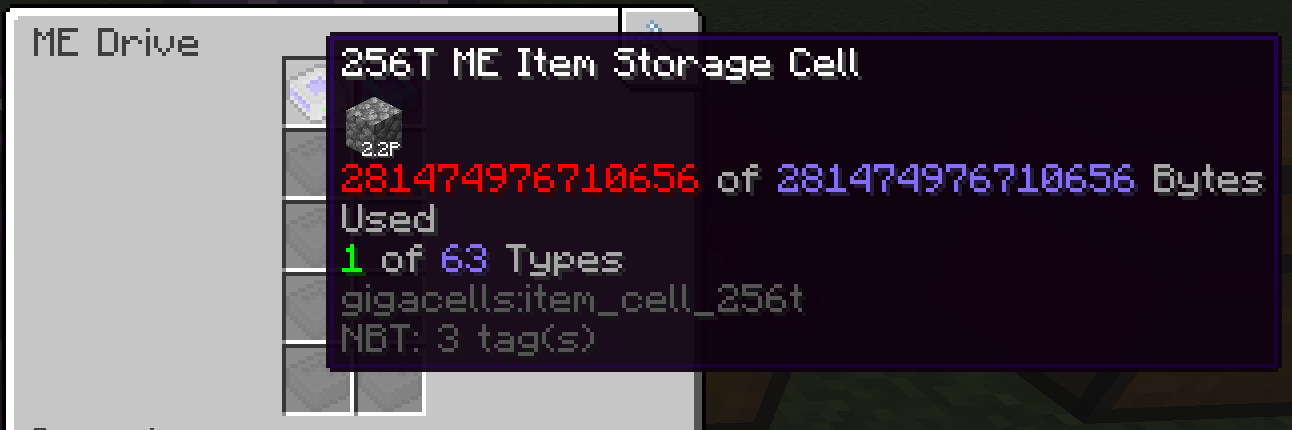 ME Drive
256T ME Item Storage Cell
2.2P
281474976710656 of 281474976710656 Bytes
Used
1 of 63 Types
gigacells:item_cell_256t
NBT: 3 tag(s)